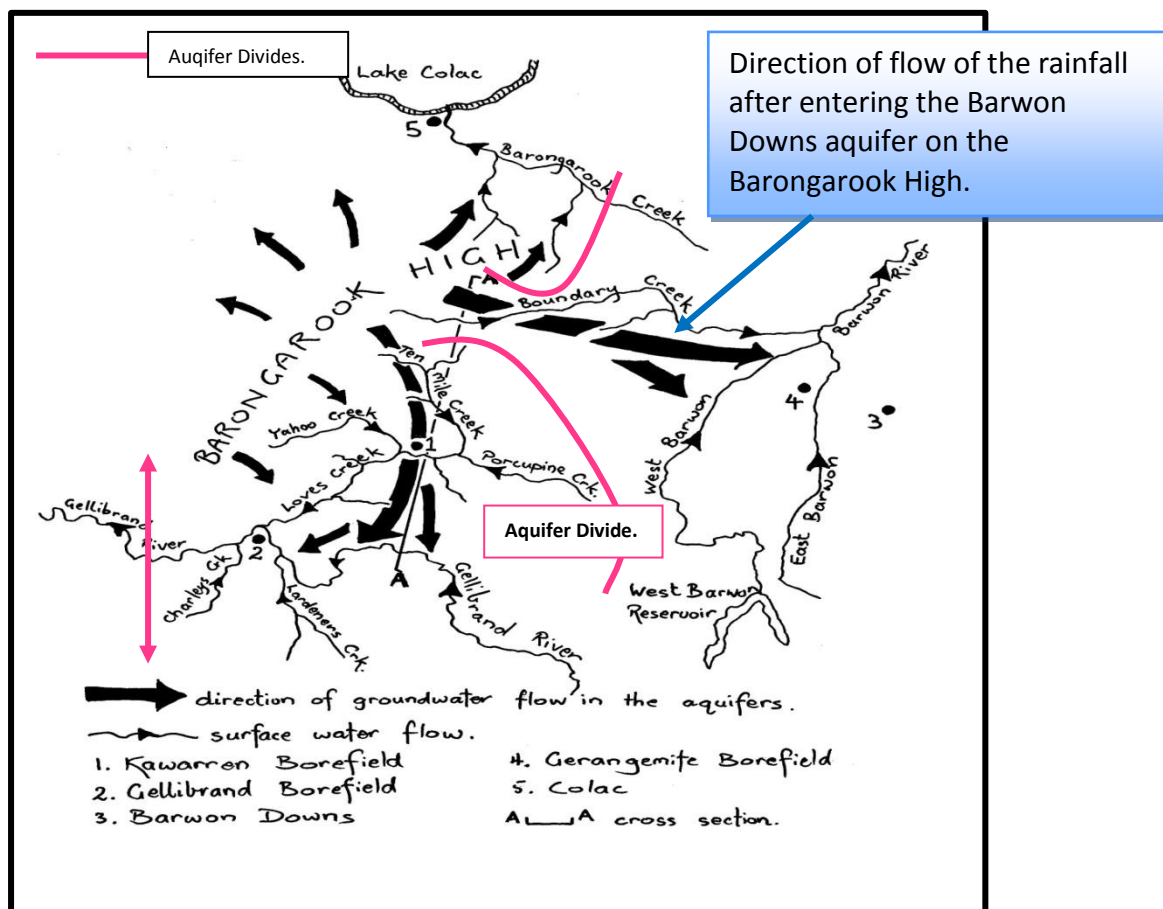 Auqifer Divides.
Direction of flow of the rainfall
after entering the Barwon
Downs aquifer on the
Barongarook High.
Lake Colac
5
Barongarook
Creek
HIGH
A
BARONGAROOK
Boundary
Creek
Barwon
River
Ten
Mile Creek
Yahoo Creek
1
4
3
Loves Creek
Porcupine Crk.
West
Barwon
East Barwon
Gellibrand
River
2
Aquifer Divide.
Charleys Crk
Lardeners Crk.
A
Gellibrand
River
West Barwon
Reservoir
direction of groundwater flow in the aquifers.
surface water flow.
1. Kawarren Borefield
2. Gellibrand Borefield
3. Barwon Downs
4. Gerangemite Borefield
5. Colac
A A cross section.